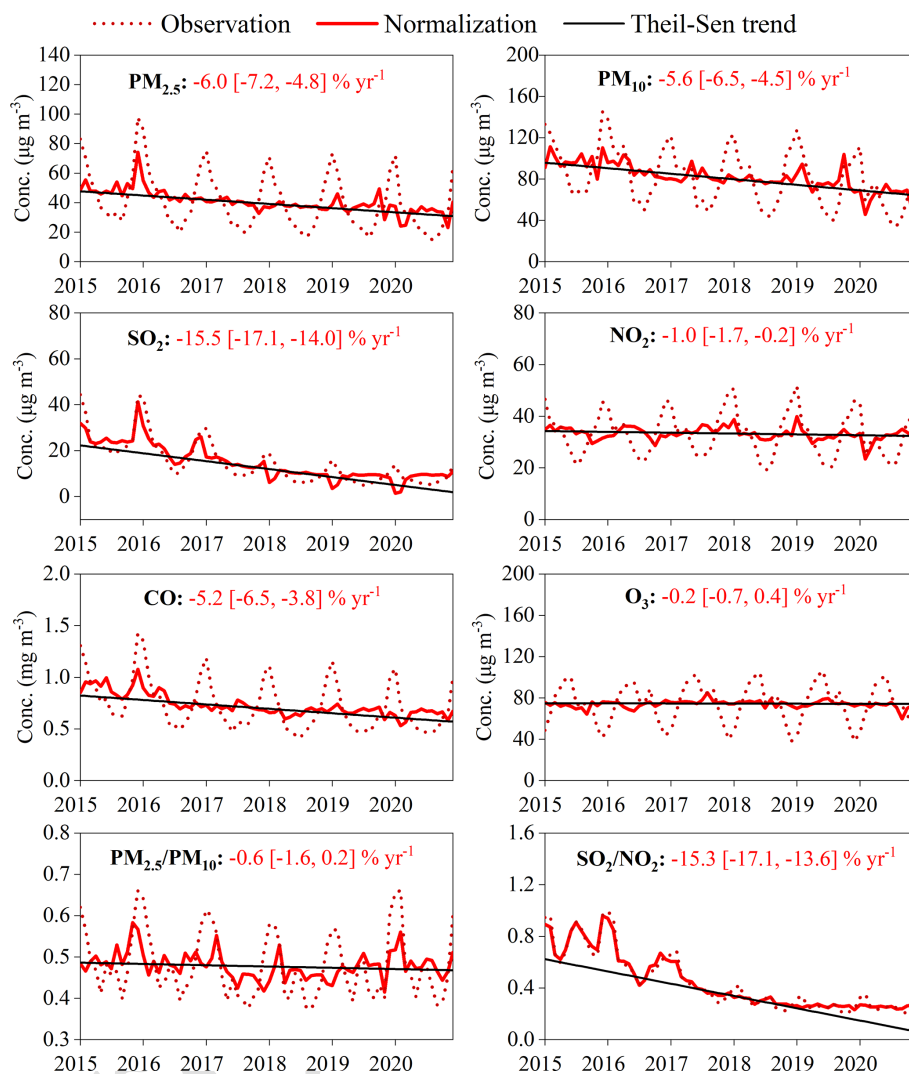 Observation Normalization Theil-Sen trend
PM2.5: -6.0 [-7.2, -4.8] % yr-1
Conc. (μg m-3)
140
120
100
80
60
40
20
0
2015 2016 2017 2018 2019 2020
PM10: -5.6 [-6.5, -4.5] % yr-1
Conc. (μg m-3)
200
160
120
80
40
0
2015 2016 2017 2018 2019 2020
SO2: -15.5 [-17.1, -14.0] % yr-1
Conc. (μg m-3)
80
60
40
20
0
2015 2016 2017 2018 2019 2020
NO2: -1.0 [-1.7, -0.2] % yr-1
Conc. (μg m-3)
80
60
40
20
0
2015 2016 2017 2018 2019 2020
CO: -5.2 [-6.5, -3.8] % yr-1
Conc. (mg m-3)
2.0
1.5
1.0
0.5
0.0
2015 2016 2017 2018 2019 2020
O3: -0.2 [-0.7, 0.4] % yr-1
Conc. (μg m-3)
200
160
120
80
40
0
2015 2016 2017 2018 2019 2020
PM2.5/PM10: -0.6 [-1.6, 0.2] % yr-1
0.8
0.7
0.6
0.5
0.4
0.3
2015 2016 2017 2018 2019 2020
SO2/NO2: -15.3 [-17.1, -13.6] % yr-1
1.6
1.2
0.8
0.4
0.0
2015 2016 2017 2018 2019 2020